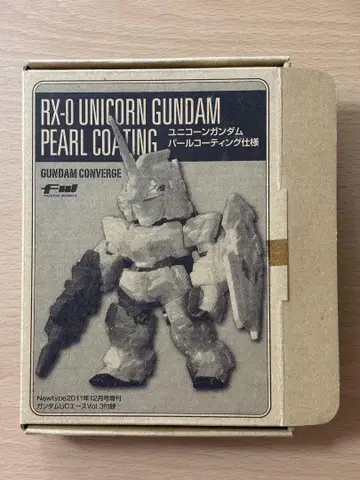 RX-0 UNICORN GUNDAM
PEARL COATING
ユニコーンガンダム
パールコーティング仕様
GUNDAM CONVERGE
FW
Newtype2011年12月号増刊
ガンダムUCエースVol.3付録